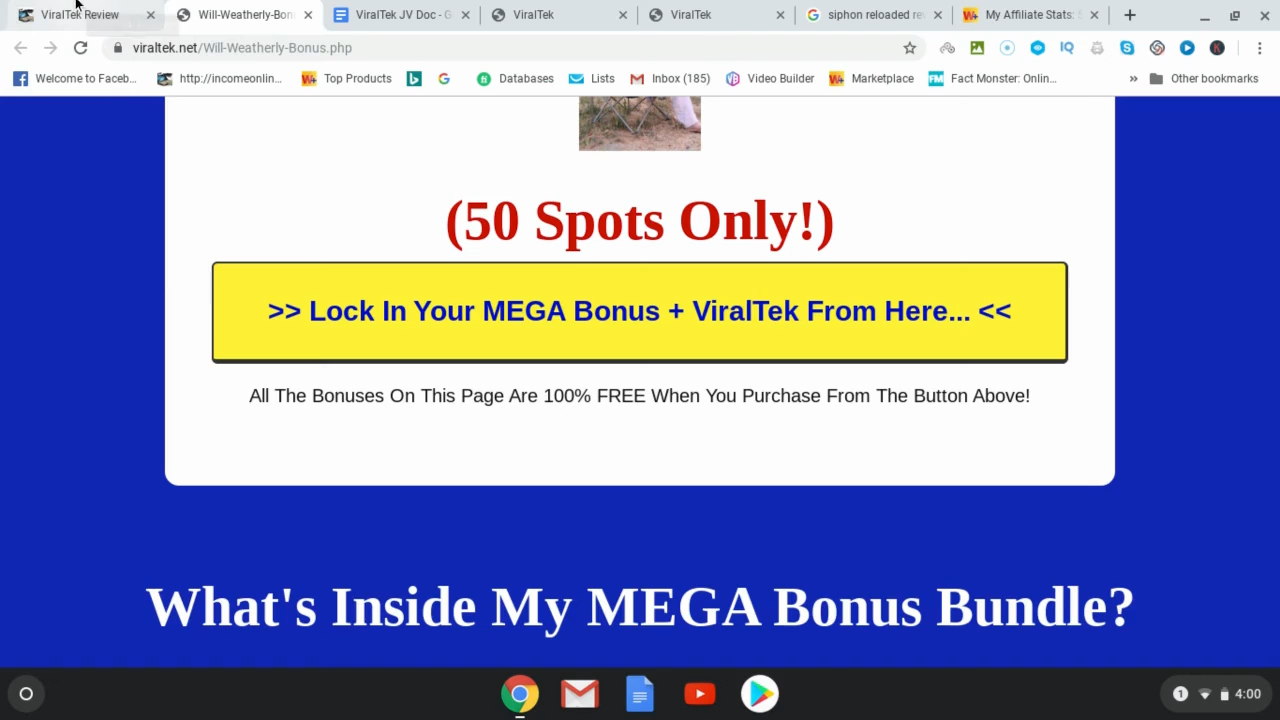 ViralTek Review
Will-Weatherly-Bon
ViralTek JV Doc - G
ViralTek
ViralTek
siphon reloaded re
My Affiliate Stats: S
viraltek.net/Will-Weatherly-Bonus.php
IQ
K
Welcome to Faceb...
http://incomeonlin...
W+ Top Products
Databases
Lists
Inbox (185)
Video Builder
W+ Marketplace
FM Fact Monster: Onlin...
» Other bookmarks
(50 Spots Only!)
>> Lock In Your MEGA Bonus + ViralTek From Here... <<
All The Bonuses On This Page Are 100% FREE When You Purchase From The Button Above!
What's Inside My MEGA Bonus Bundle?
1
4:00